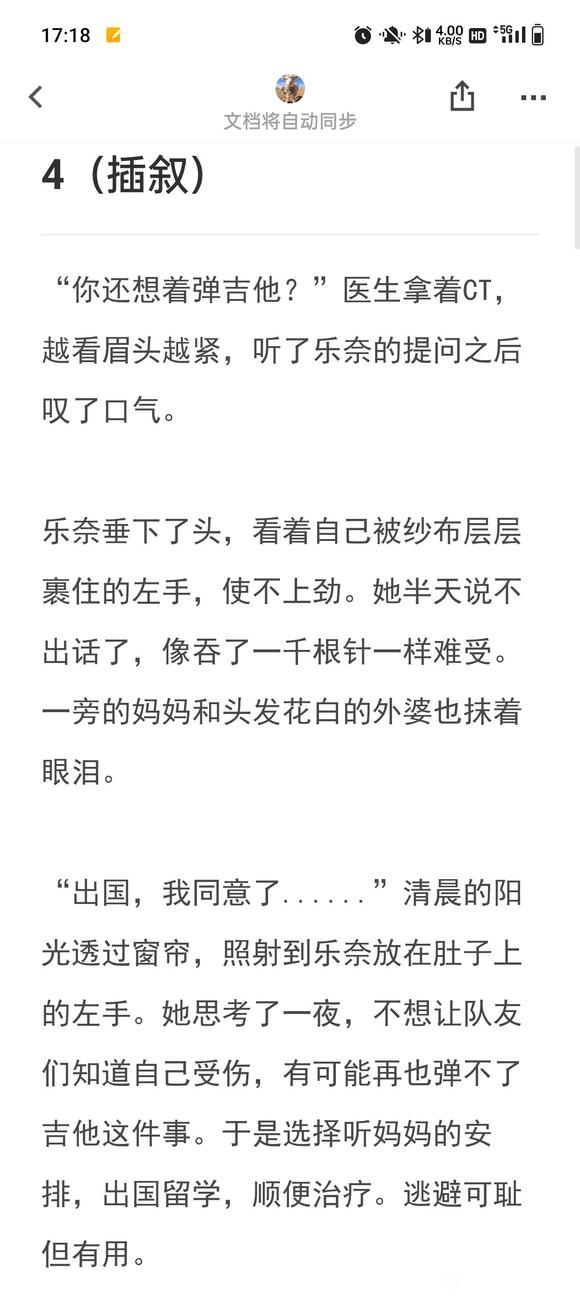 17:18
4.00
KB/S
HD
5G
文档将自动同步
4（插叙）
“你还想着弹吉他？”医生拿着CT，
越看眉头越紧，听了乐奈的提问之后
叹了口气。
乐奈垂下了头，看着自己被纱布层层
裹住的左手，使不上劲。她半天说不
出话了，像吞了一千根针一样难受。
一旁的妈妈和头发花白的外婆也抹着
眼泪。
“出国，我同意了......”清晨的阳
光透过窗帘，照射到乐奈放在肚子上
的左手。她思考了一夜，不想让队友
们知道自己受伤，有可能再也弹不了
吉他这件事。于是选择听妈妈的安
排，出国留学，顺便治疗。逃避可耻
但有用。